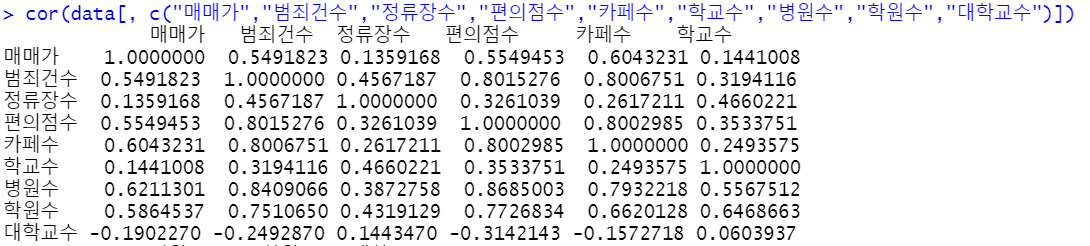 > cor(data[, c("매매가","범죄건수","정류장수","편의점수","카페수","학교수","병원수","학원수","대학교수")])
매매가 범죄건수 정류장수 편의점수 카페수 학교수
매매가 1.0000000 0.5491823 0.1359168 0.5549453 0.6043231 0.1441008
범죄건수 0.5491823 1.0000000 0.4567187 0.8015276 0.8006751 0.3194116
정류장수 0.1359168 0.4567187 1.0000000 0.3261039 0.2617211 0.4660221
편의점수 0.5549453 0.8015276 0.3261039 1.0000000 0.8002985 0.3533751
카페수 0.6043231 0.8006751 0.2617211 0.8002985 1.0000000 0.2493575
학교수 0.1441008 0.3194116 0.4660221 0.3533751 0.2493575 1.0000000
병원수 0.6211301 0.8409066 0.3872758 0.8685003 0.7932218 0.5567512
학원수 0.5864537 0.7510650 0.4319129 0.7726834 0.6620128 0.6468663
대학교수 -0.1902270 -0.2492870 0.1443470 -0.3142143 -0.1572718 0.0603937